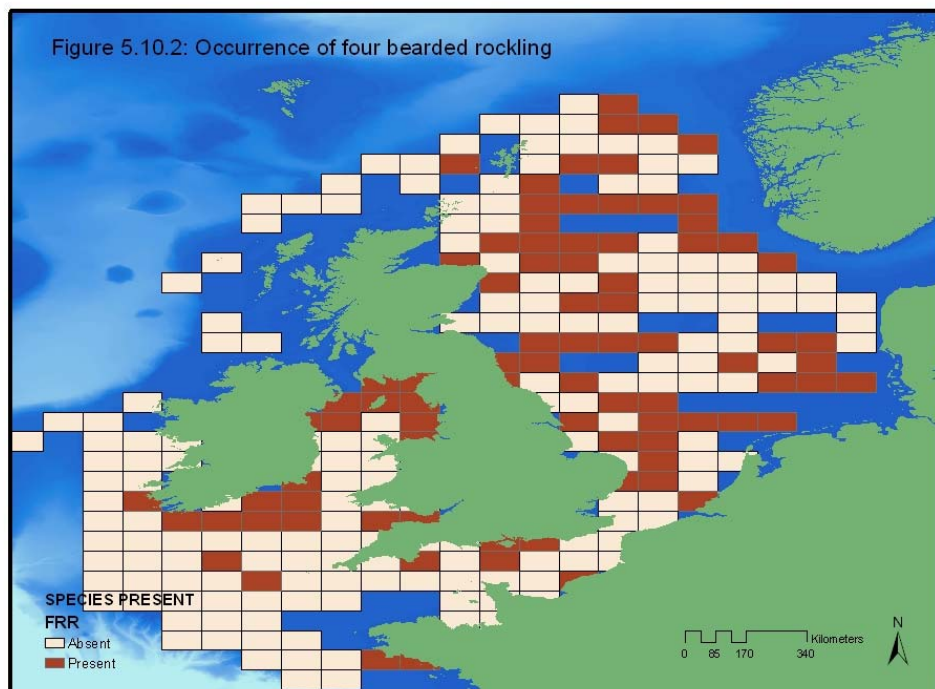 Figure 5.10.2: Occurrence of four bearded rockling
SPECIES PRESENT
FRR
Absent
Present
N
Kilometers
0 85 170 340